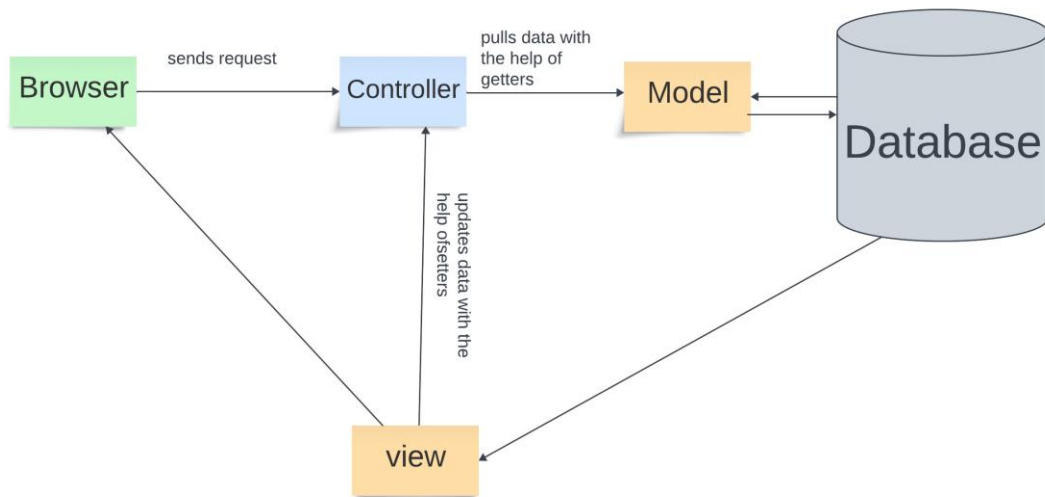 Browser
sends request
Controller
pulls data with
the help of
getters
Model
Database
updates data with the
help ofsetters
view